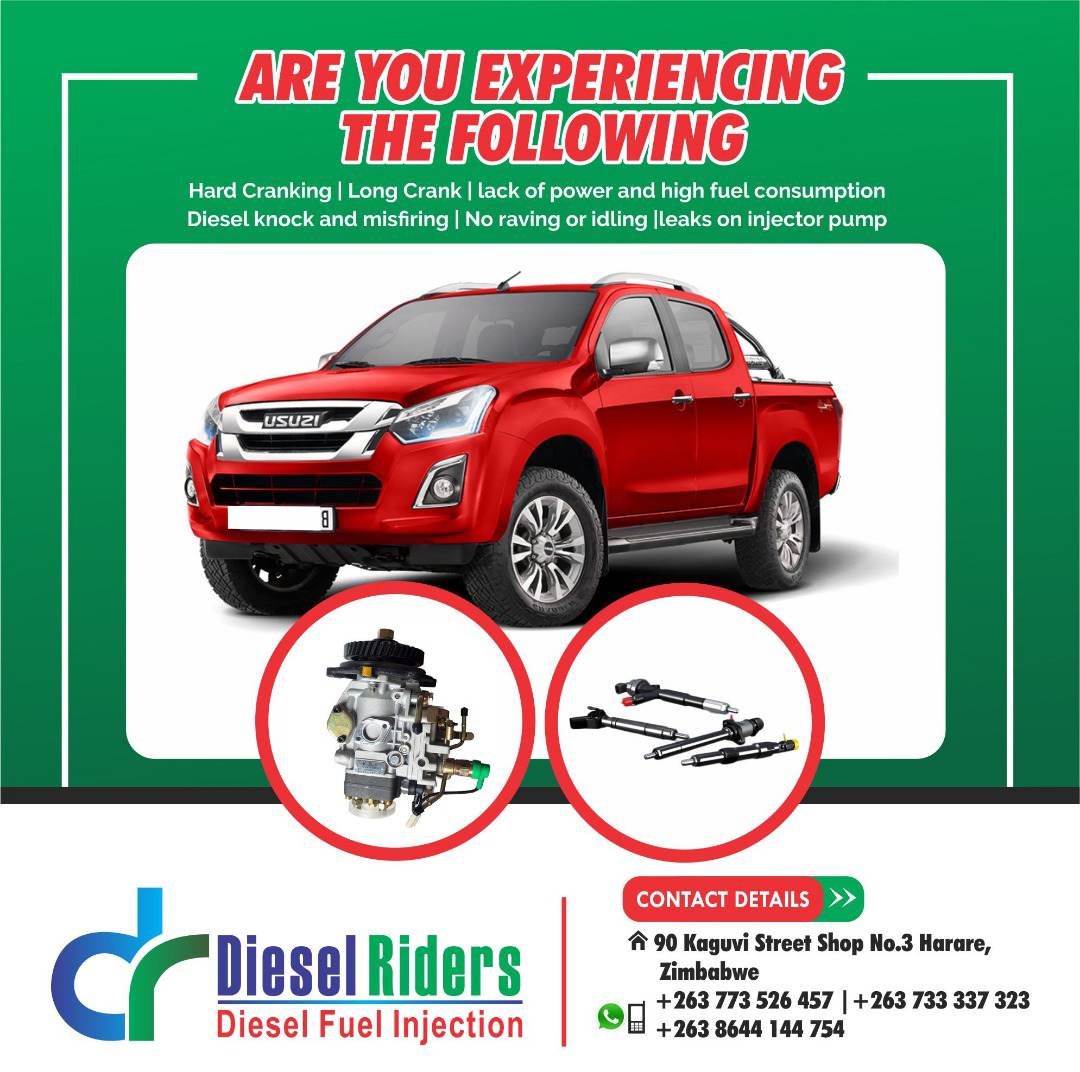 ARE YOU EXPERIENCING
THE FOLLOWING
Hard Cranking | Long Crank | lack of power and high fuel consumption
Diesel knock and misfiring | No raving or idling |leaks on injector pump
USUZI
B
dr
Diesel Riders
Diesel Fuel Injection
CONTACT DETAILS >>
90 Kaguvi Street Shop No.3 Harare,
Zimbabwe
+263 773 526 457 | +263 733 337 323
+263 8644 144 754